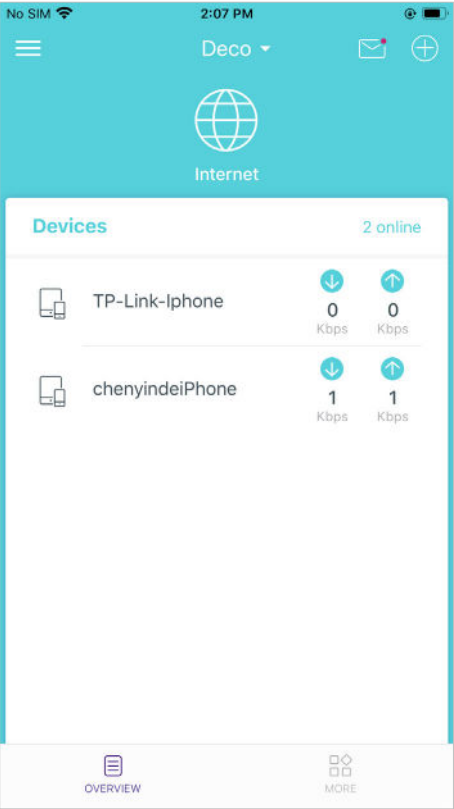 No SIM 2:07 PM
Deco
Internet
Devices 2 online
TP-Link-Iphone 0 Kbps 0 Kbps
chenyindeiPhone 1 Kbps 1 Kbps
OVERVIEW MORE